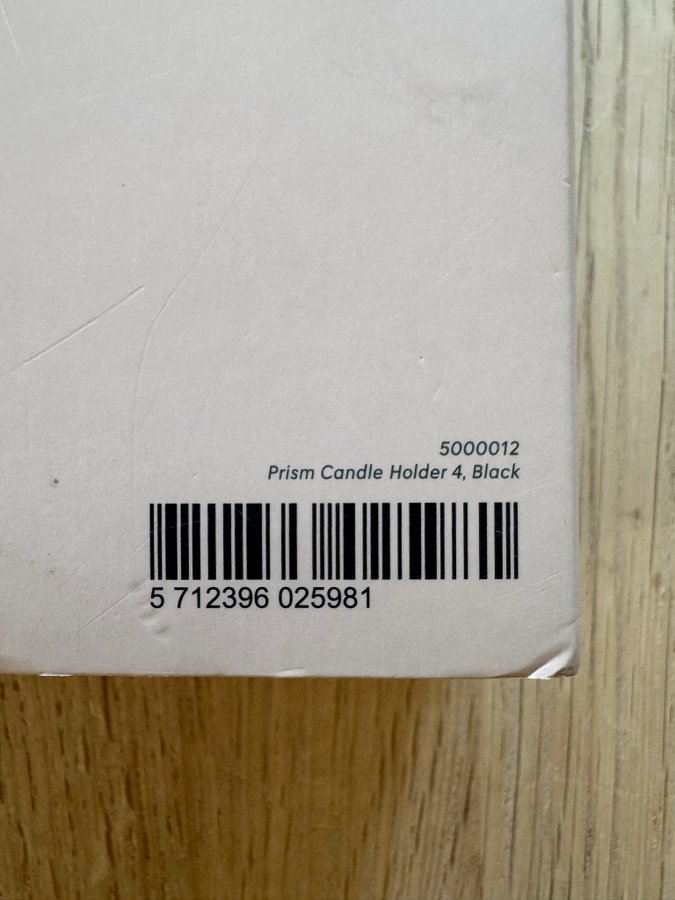 5000012
Prism Candle Holder 4, Black
5 712396 025981